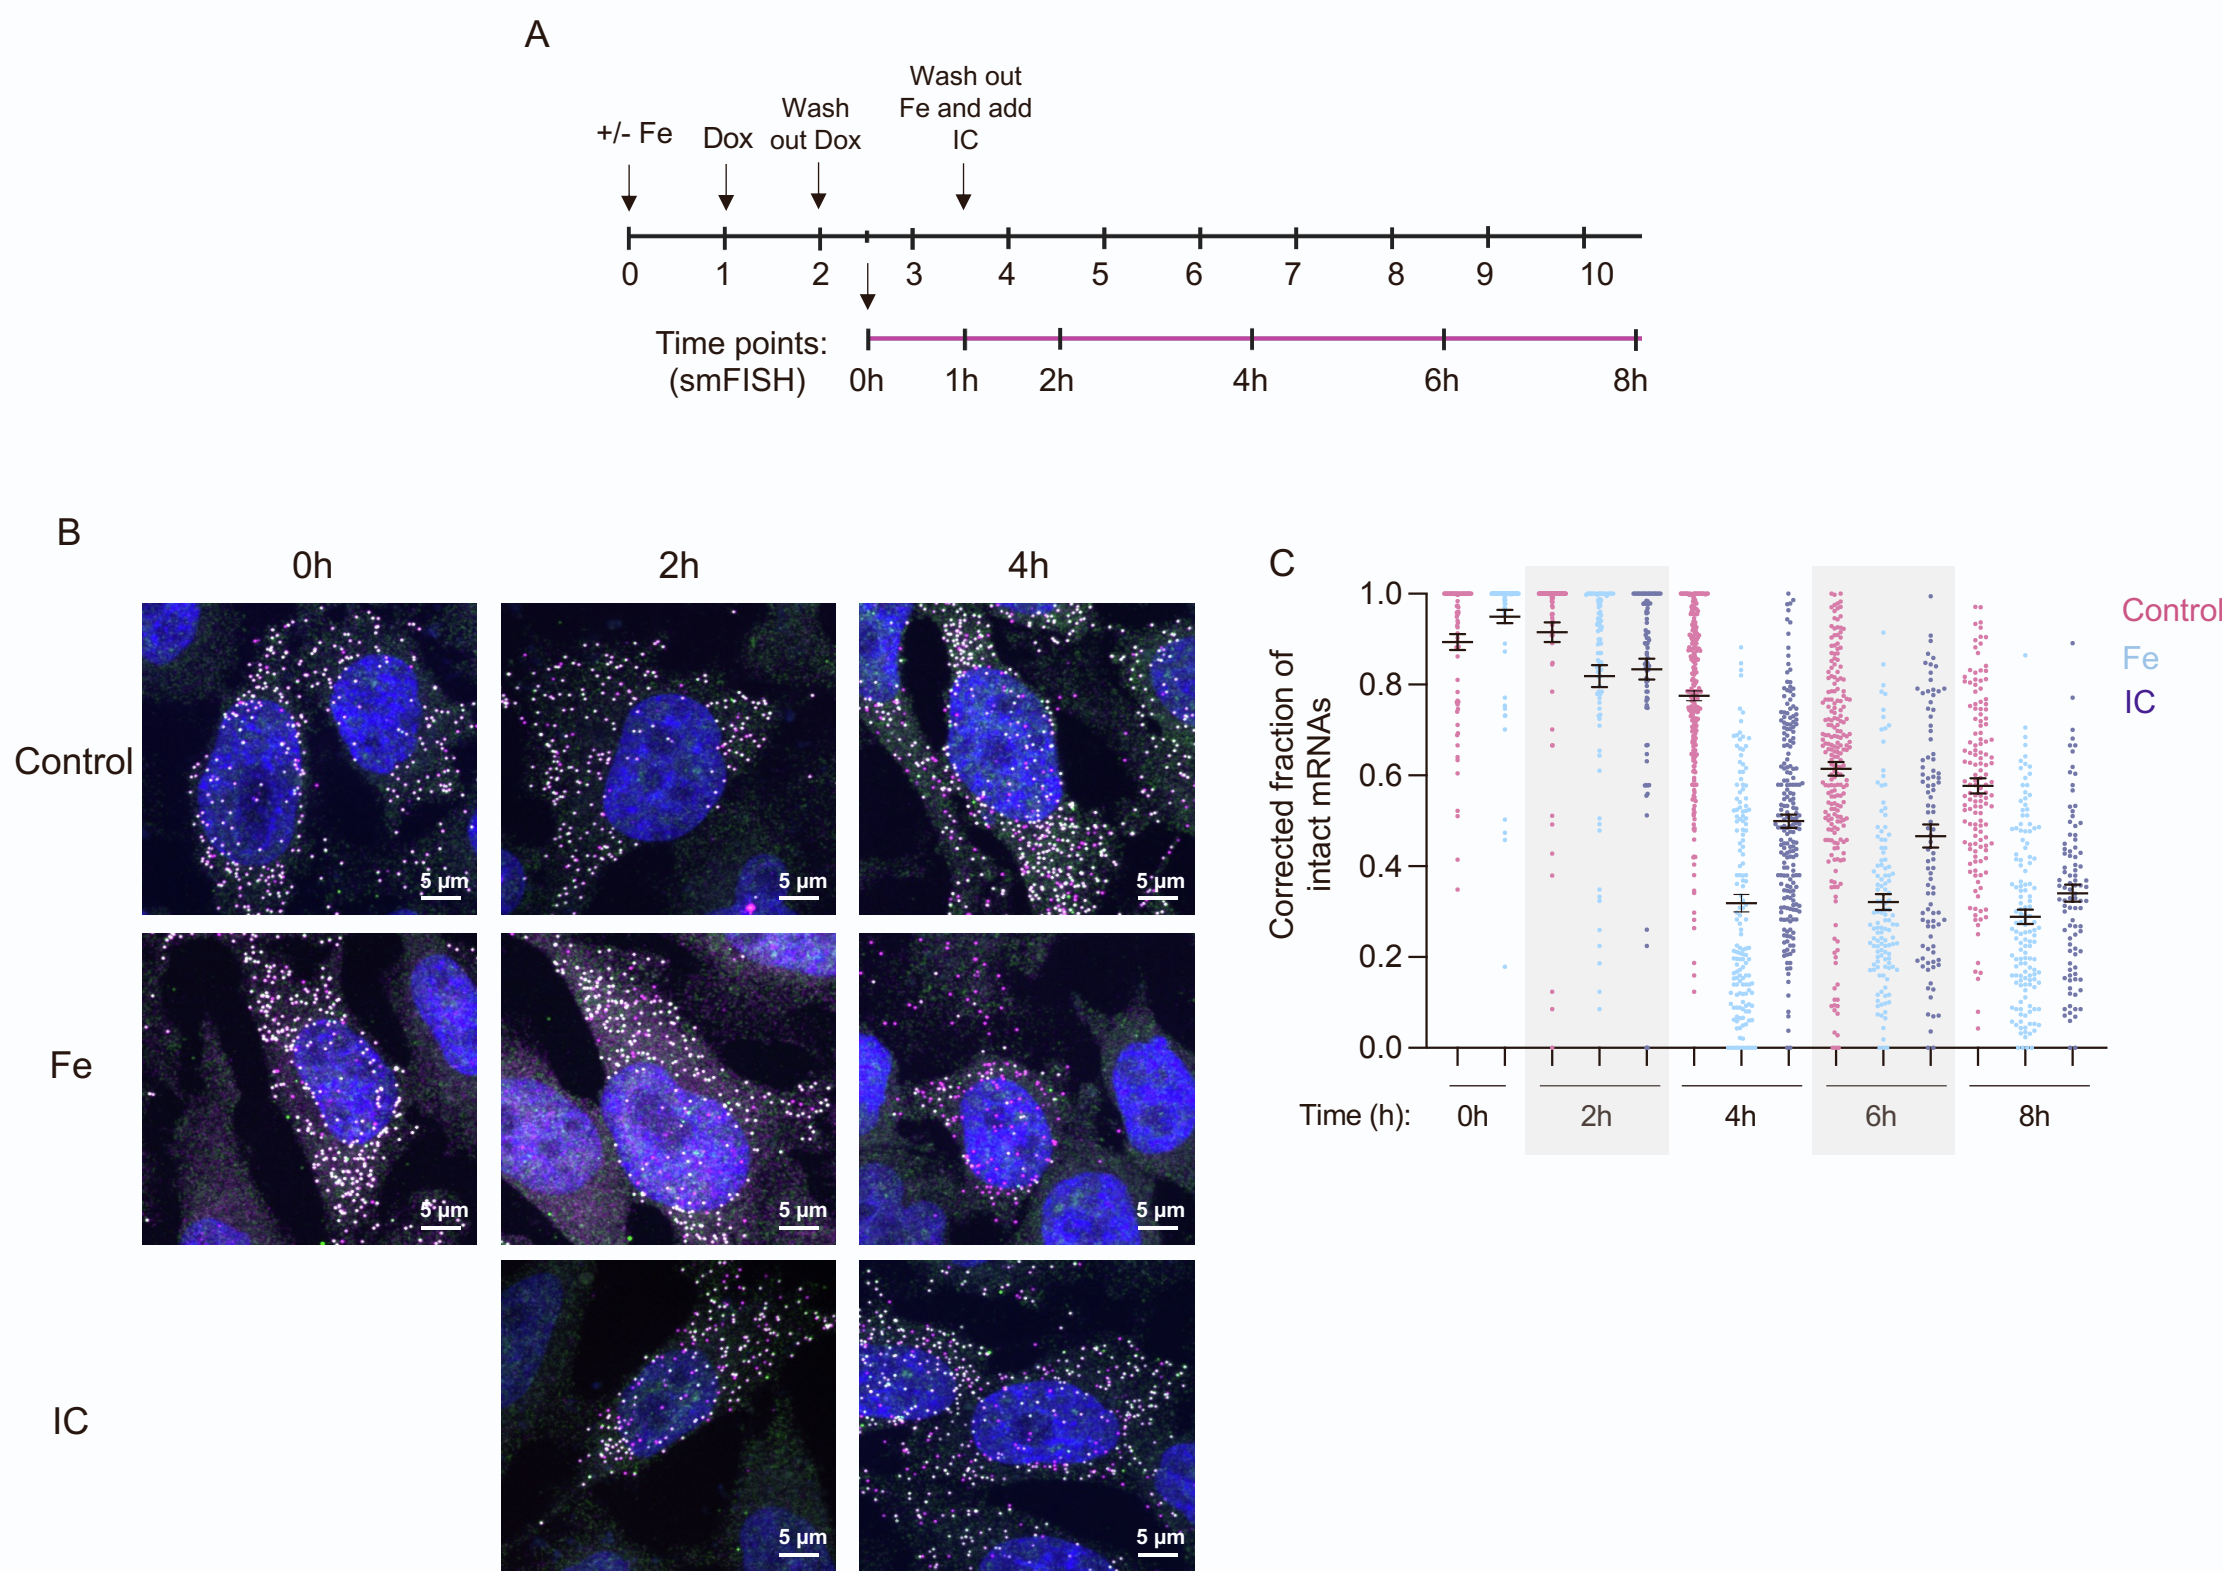 A
+/- Fe
Dox
Wash
out Dox
Wash out
Fe and add
IC
0 1 2 3 4 5 6 7 8 9 10
Time points:
(smFISH)
0h 1h 2h 4h 6h 8h
B
0h 2h 4h
Control
5 µm
5 µm
5 µm
Fe
5 µm
5 µm
5 µm
IC
5 µm
5 µm
C
Corrected fraction of
intact mRNAs
1.0
0.8
0.6
0.4
0.2
0.0
Time (h): 0h 2h 4h 6h 8h
Control
Fe
IC